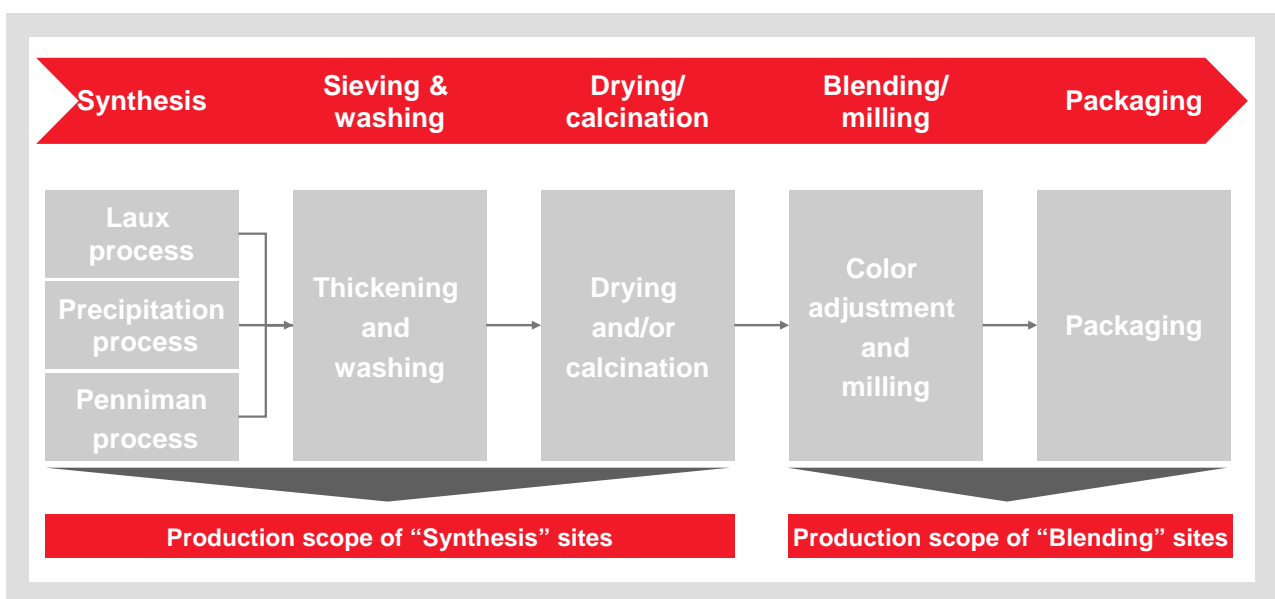 Synthesis
Sieving &
washing
Drying/
calcination
Blending/
milling
Packaging
Laux
process
Precipitation
process
Penniman
process
Thickening
and
washing
Drying
and/or
calcination
Color
adjustment
and
milling
Packaging
Production scope of “Synthesis” sites
Production scope of “Blending” sites